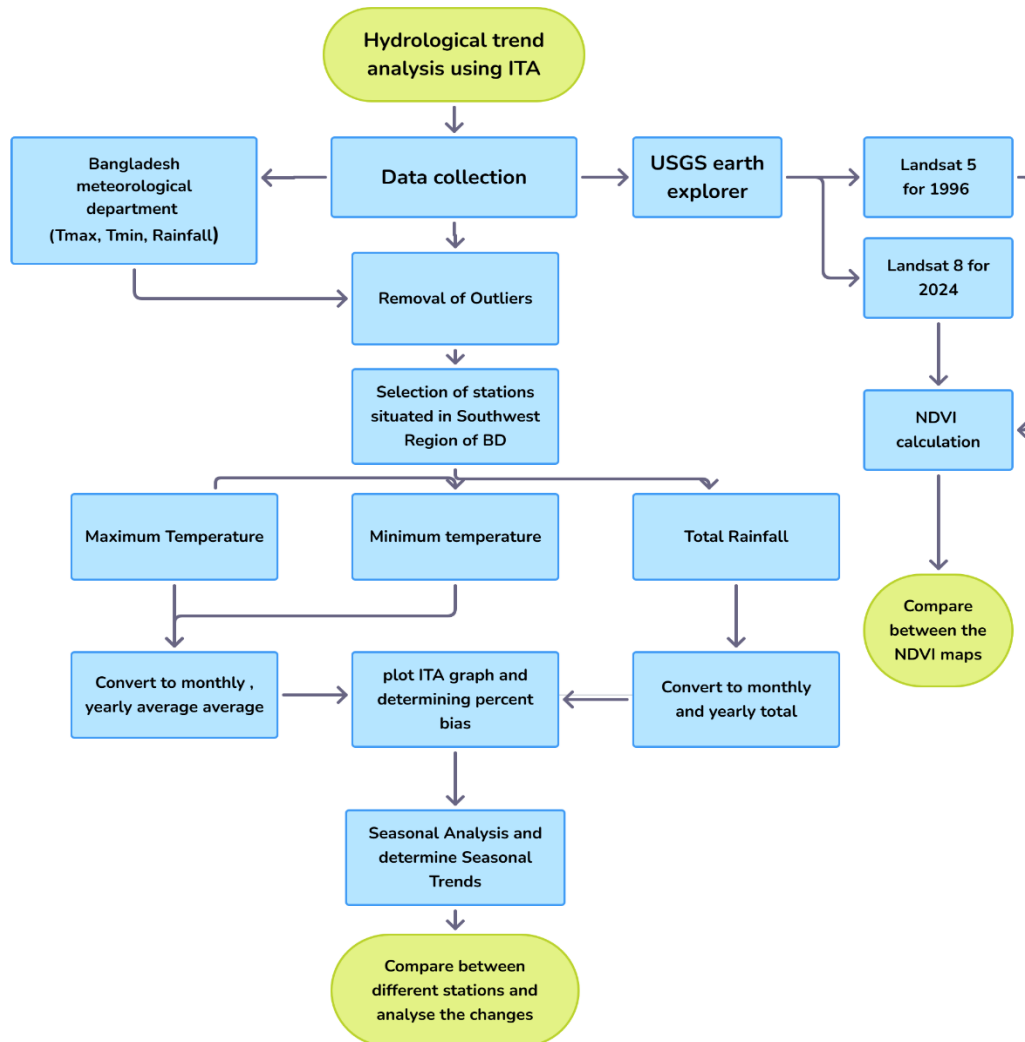 Hydrological trend
analysis using ITA
Bangladesh
meteorological
department
(Tmax, Tmin, Rainfall)
Data collection
USGS earth
explorer
Landsat 5
for 1996
Landsat 8 for
2024
Removal of Outliers
Selection of stations
situated in Southwest
Region of BD
NDVI
calculation
Maximum Temperature
Minimum temperature
Total Rainfall
Compare
between the
NDVI maps
Convert to monthly ,
yearly average average
plot ITA graph and
determining percent
bias
Convert to monthly
and yearly total
Seasonal Analysis and
determine Seasonal
Trends
Compare between
different stations and
analyse the changes